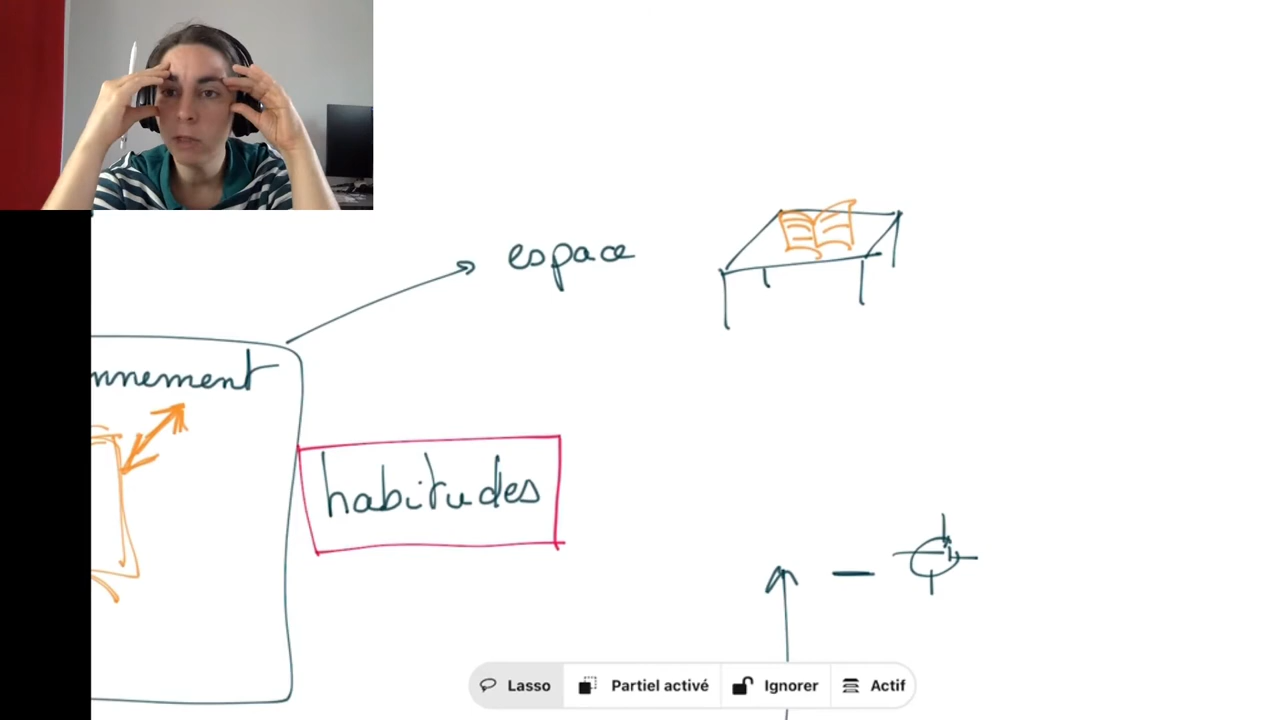 espace
nnement
habitudes
Lasso
Partiel activé
Ignorer
Actif